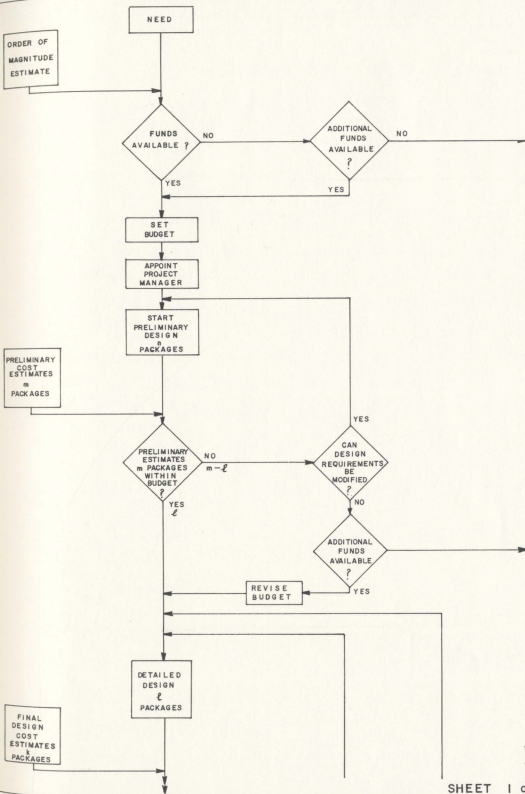 NEED
ORDER OF
MAGNITUDE
ESTIMATE
FUNDS
AVAILABLE ?
NO
YES
ADDITIONAL
FUNDS
AVAILABLE
?
NO
YES
SET
BUDGET
APPOINT
PROJECT
MANAGER
START
PRELIMINARY
DESIGN
n
PACKAGES
PRELIMINARY
COST
ESTIMATES
m
PACKAGES
PRELIMINARY
ESTIMATES
m PACKAGES
WITHIN
BUDGET
?
NO
m-ℓ
YES
ℓ
CAN
DESIGN
REQUIREMENTS
BE
MODIFIED
?
YES
NO
ADDITIONAL
FUNDS
AVAILABLE
?
YES
REVISE
BUDGET
DETAILED
DESIGN
ℓ
PACKAGES
FINAL
DESIGN
COST
ESTIMATES
k
PACKAGES
SHEET 1